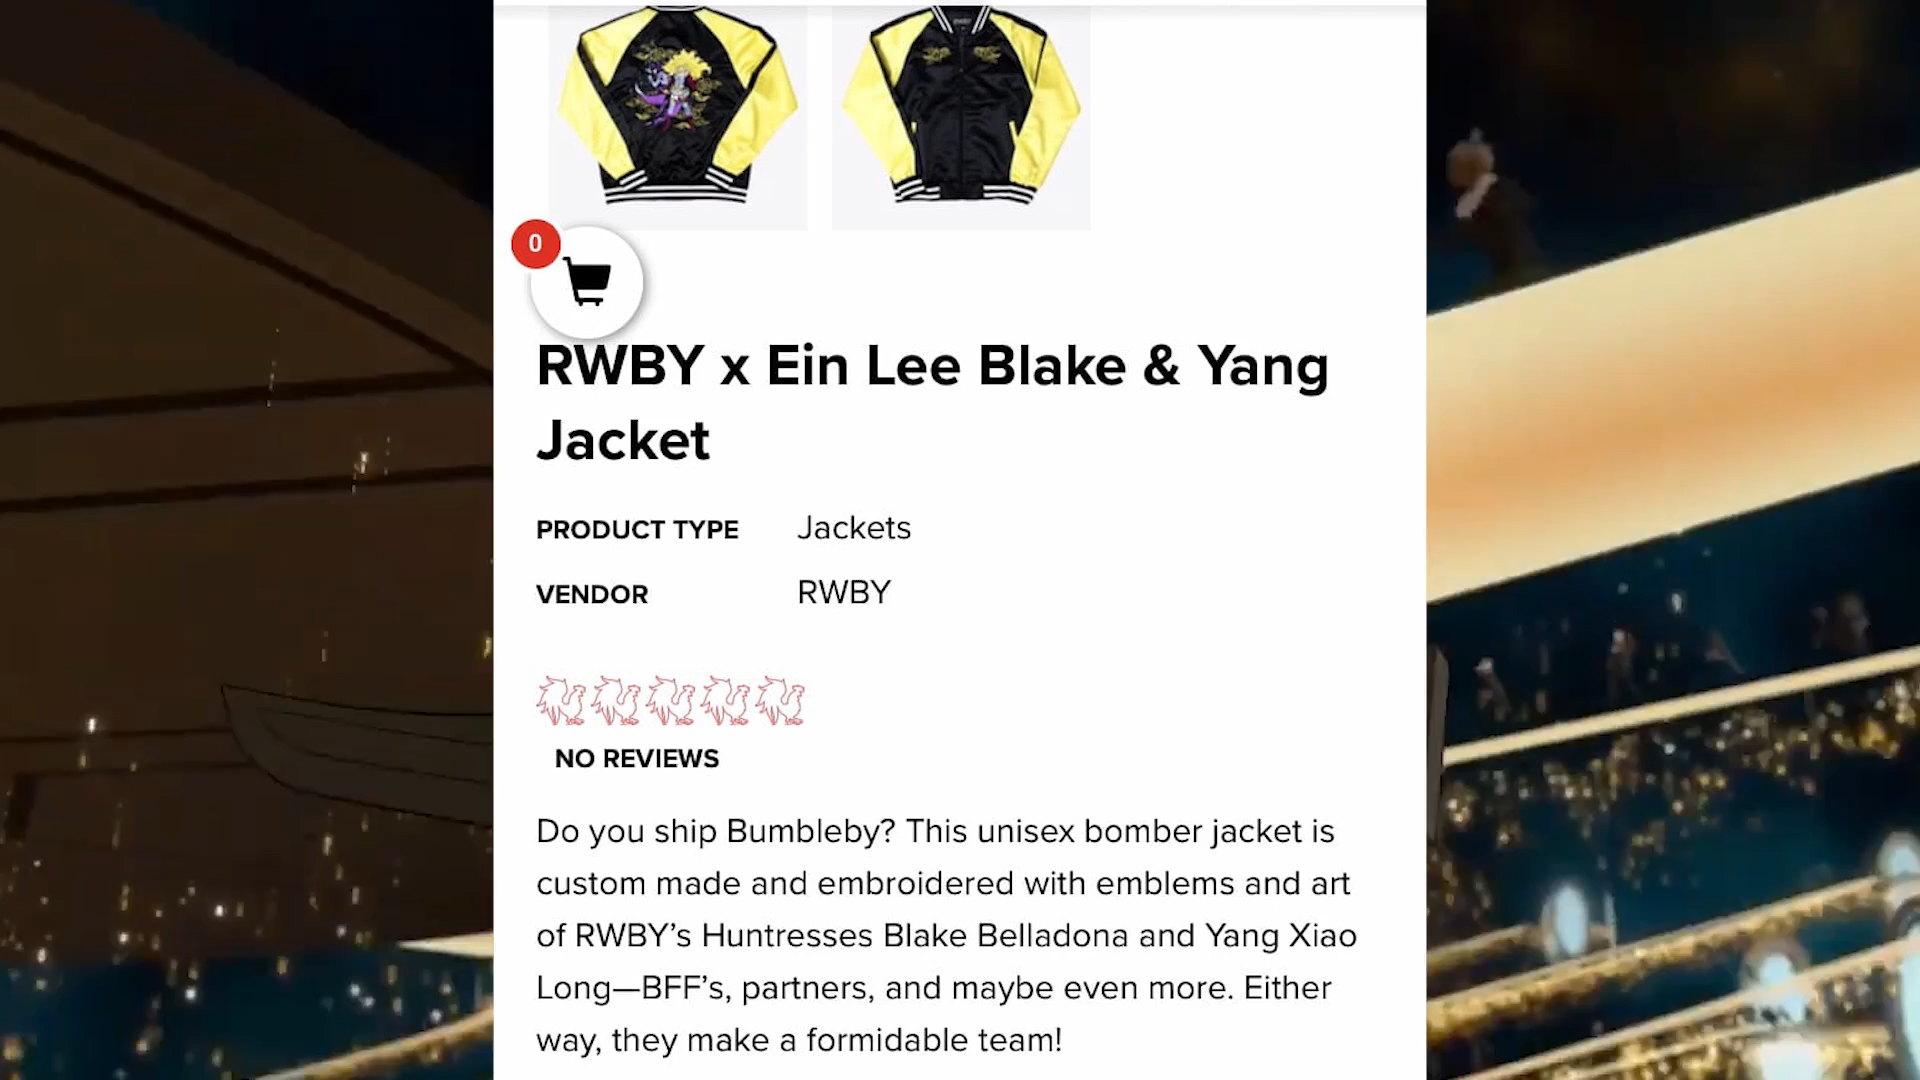 0
RWBY x Ein Lee Blake & Yang
Jacket
PRODUCT TYPE Jackets
VENDOR RWBY
NO REVIEWS
Do you ship Bumbleby? This unisex bomber jacket is
custom made and embroidered with emblems and art
of RWBY’s Huntresses Blake Belladona and Yang Xiao
Long—BFF’s, partners, and maybe even more. Either
way, they make a formidable team!